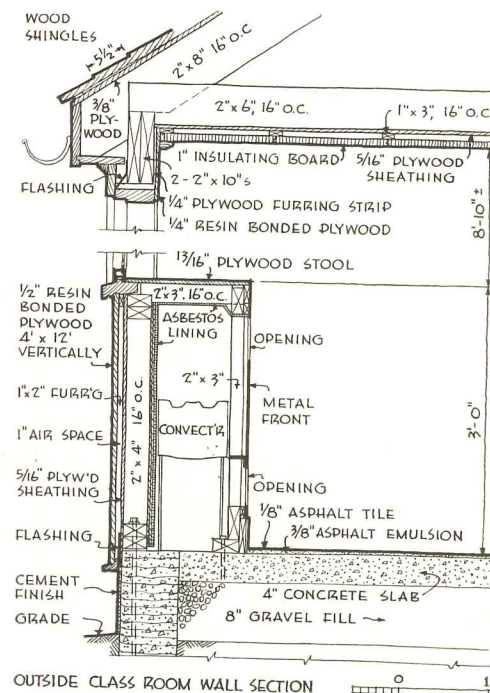 WOOD
SHINGLES
5 1/2"
2" x 8" 16" O.C.
3/8"
PLY-
WOOD
2" x 6", 16" O.C.
1" x 3", 16" O.C
1" INSULATING BOARD
5/16" PLYWOOD
SHEATHING
FLASHING
2 - 2" x 10" s
1/4" PLYWOOD FURRING STRIP
1/4" RESIN BONDED PLYWOOD
8'-10" ±
1 3/16" PLYWOOD STOOL
1/2" RESIN
BONDED
PLYWOOD
4' x 12'
VERTICALLY
2" x 3", 16" O.C.
ASBESTOS
LINING
OPENING
1" x 2" FURR'G
2" x 3"
METAL
FRONT
1" AIR SPACE
2" x 4" 16" O.C.
CONVECT'R
3'-0"
5/16" PLYW'D
SHEATHING
OPENING
1/8" ASPHALT TILE
3/8" ASPHALT EMULSION
FLASHING
CEMENT
FINISH
4" CONCRETE SLAB
GRADE
8" GRAVEL FILL
OUTSIDE CLASS ROOM WALL SECTION
0
1